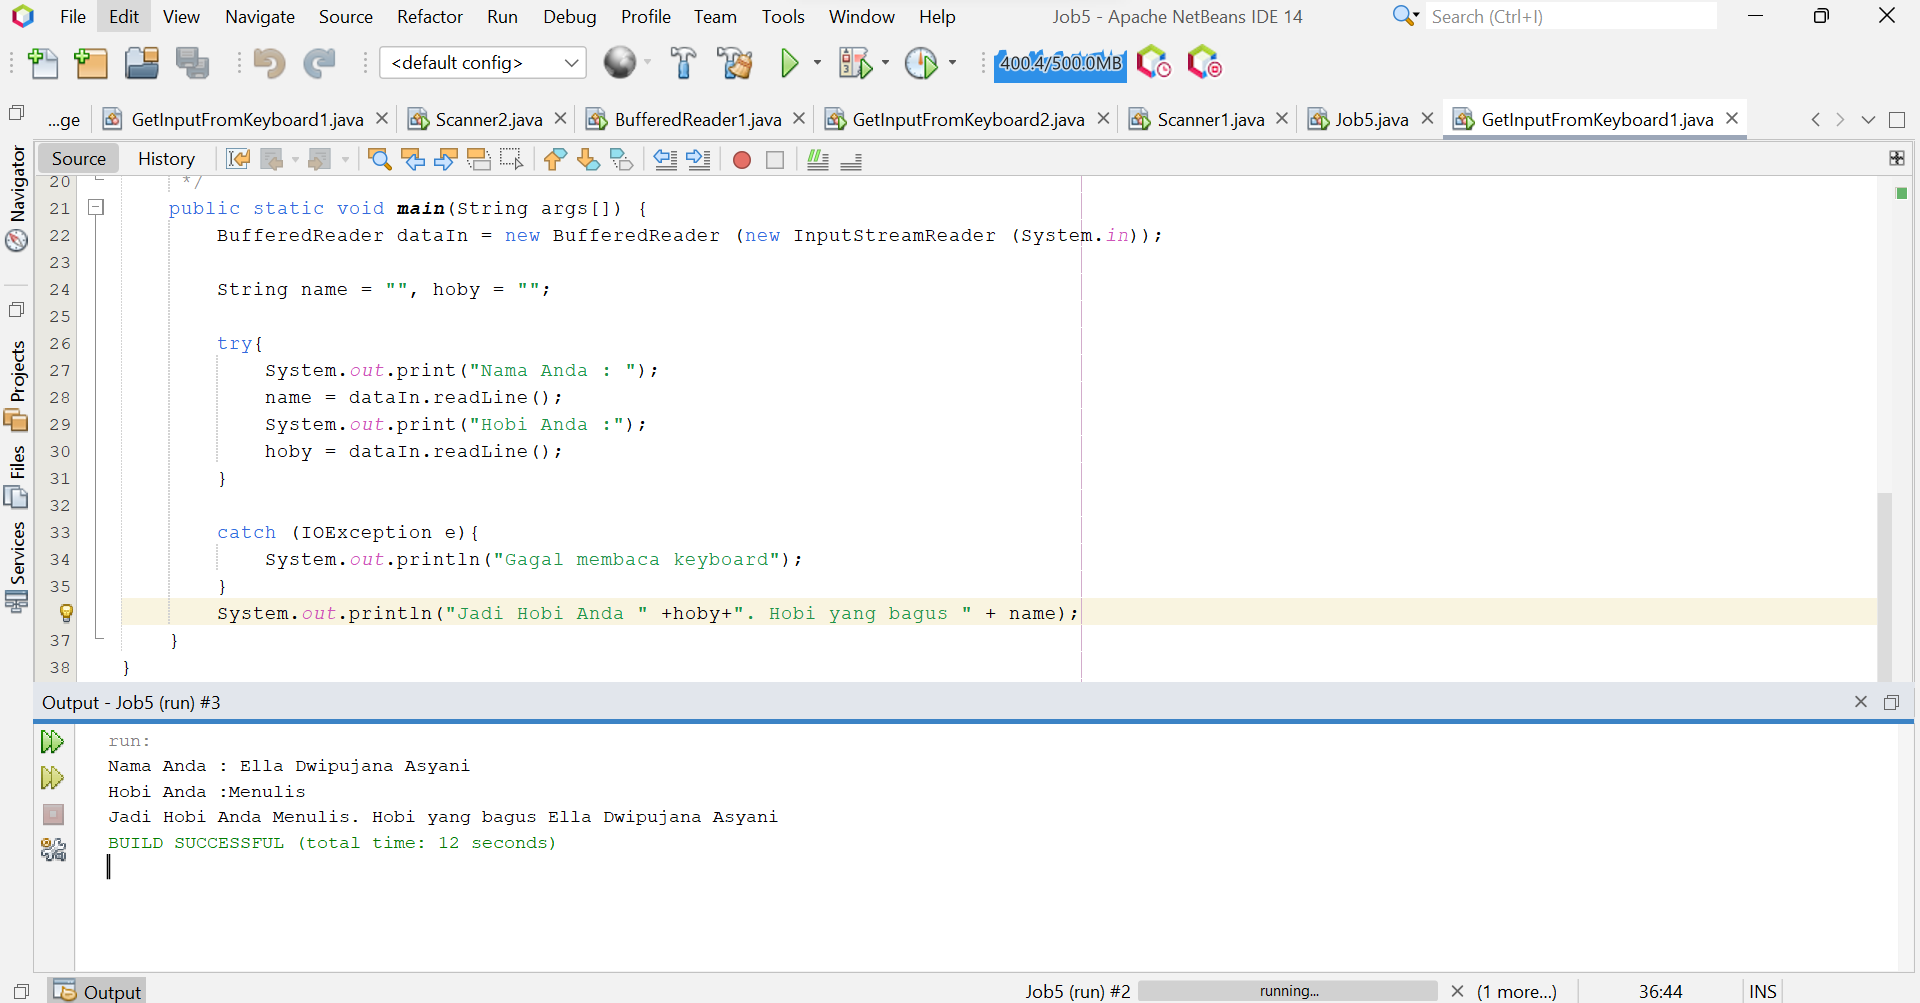 File Edit View Navigate Source Refactor Run Debug Profile Team Tools Window Help Job5 - Apache NetBeans IDE 14 Search (Ctrl+I)
<default config> 400.4/500.0MB
...ge GetInputFromKeyboard1.java Scanner2.java BufferedReader1.java GetInputFromKeyboard2.java Scanner1.java Job5.java GetInputFromKeyboard1.java
Source History
Navigator
Projects
Files
Services
20 */
21 public static void main(String args[]) {
22 BufferedReader dataIn = new BufferedReader (new InputStreamReader (System.in));
23
24 String name = "", hoby = "";
25
26 try{
27 System.out.print("Nama Anda : ");
28 name = dataIn.readLine();
29 System.out.print("Hobi Anda :");
30 hoby = dataIn.readLine();
31 }
32
33 catch (IOException e){
34 System.out.println("Gagal membaca keyboard");
35 }
System.out.println("Jadi Hobi Anda " +hoby+". Hobi yang bagus " + name);
37 }
38 }
Output - Job5 (run) #3
run:
Nama Anda : Ella Dwipujana Asyani
Hobi Anda :Menulis
Jadi Hobi Anda Menulis. Hobi yang bagus Ella Dwipujana Asyani
BUILD SUCCESSFUL (total time: 12 seconds)
Output Job5 (run) #2 running... (1 more...) 36:44 INS